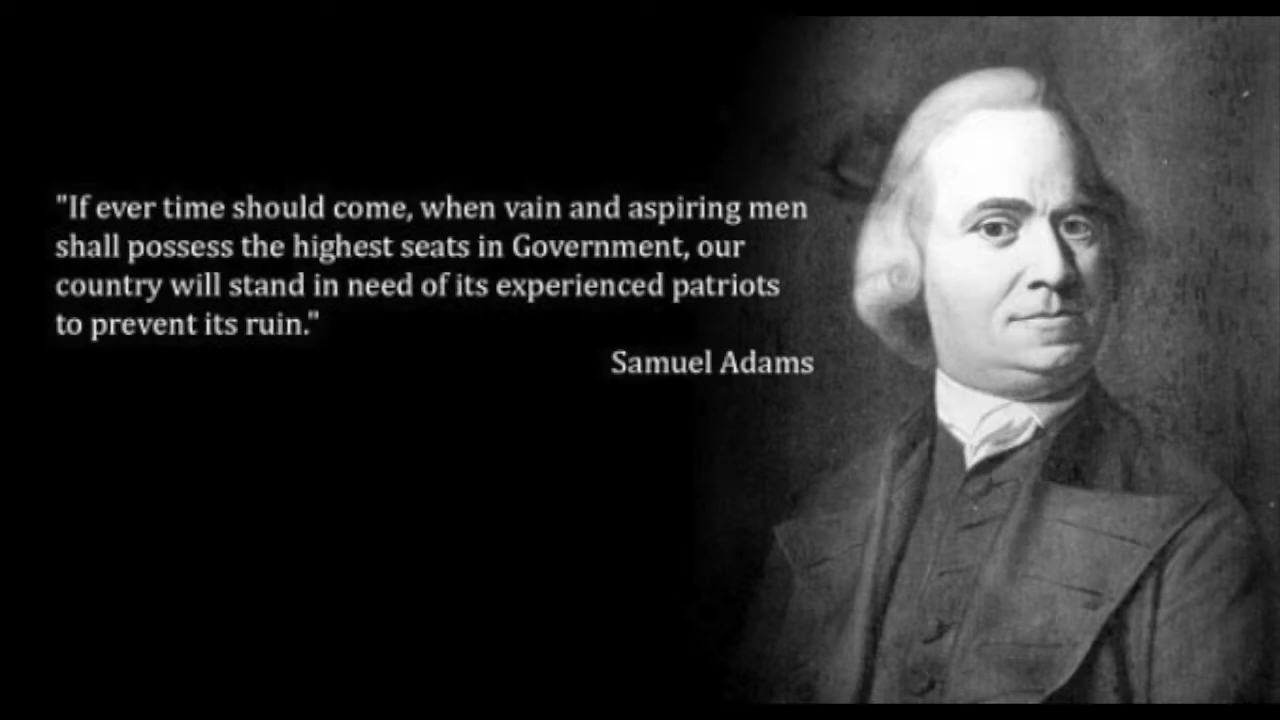 "If ever time should come, when vain and aspiring men
shall possess the highest seats in Government, our
country will stand in need of its experienced patriots
to prevent its ruin."
Samuel Adams